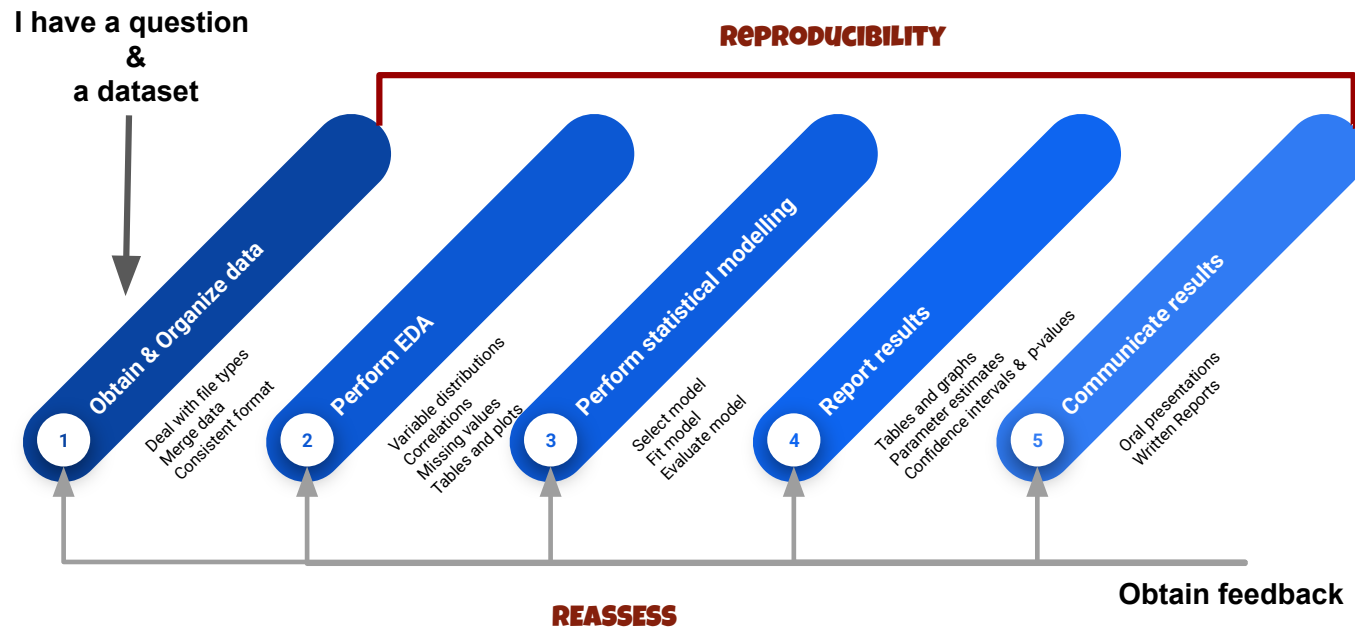 I have a question
&
a dataset
REPRODUCIBILITY
1
Obtain & Organize data
Deal with file types
Merge data
Consistent format
2
Perform EDA
Variable distributions
Correlations
Missing values
Tables and plots
3
Perform statistical modelling
Select model
Fit model
Evaluate model
4
Report results
Tables and graphs
Parameter estimates
Confidence intervals & p-values
5
Communicate results
Oral presentations
Written Reports
Obtain feedback
REASSESS